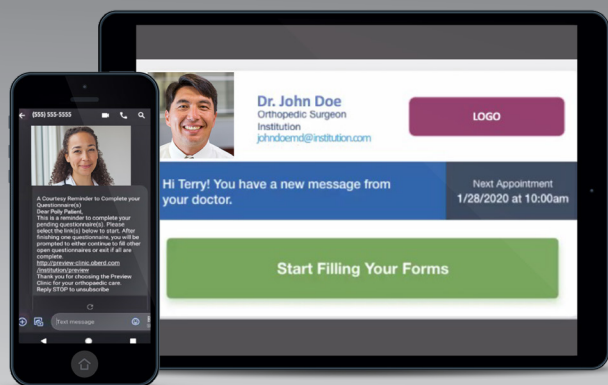 (555) 555-5555
A Courtesy Reminder to Complete your
Questionnaire(s)
Dear Polly Patient,
This is a reminder to complete your
pending questionnaire(s). Please
select the link(s) below to start. After
finishing one questionnaire, you will be
prompted to either continue to fill other
open questionnaires or exit if all are
complete.
http://preview-clinic.oberd.com
/institution/preview
Thank you for choosing the Preview
Clinic for your orthopaedic care.
Reply STOP to unsubscribe
Text message
Dr. John Doe
Orthopedic Surgeon
Institution
johndoemd@institution.com
LOGO
Hi Terry! You have a new message from
your doctor.
Next Appointment
1/28/2020 at 10:00am
Start Filling Your Forms